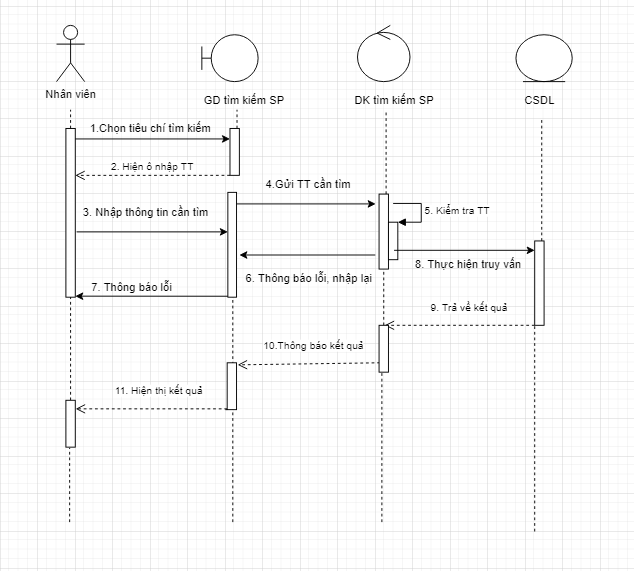 Nhân viên
GD tìm kiếm SP
DK tìm kiếm SP
CSDL
1.Chọn tiêu chí tìm kiếm
2. Hiện ô nhập TT
4.Gửi TT cần tìm
3. Nhập thông tin cần tìm
5. Kiểm tra TT
8. Thực hiện truy vấn
6. Thông báo lỗi, nhập lại
7. Thông báo lỗi
9. Trả về kết quả
10.Thông báo kết quả
11. Hiện thị kết quả